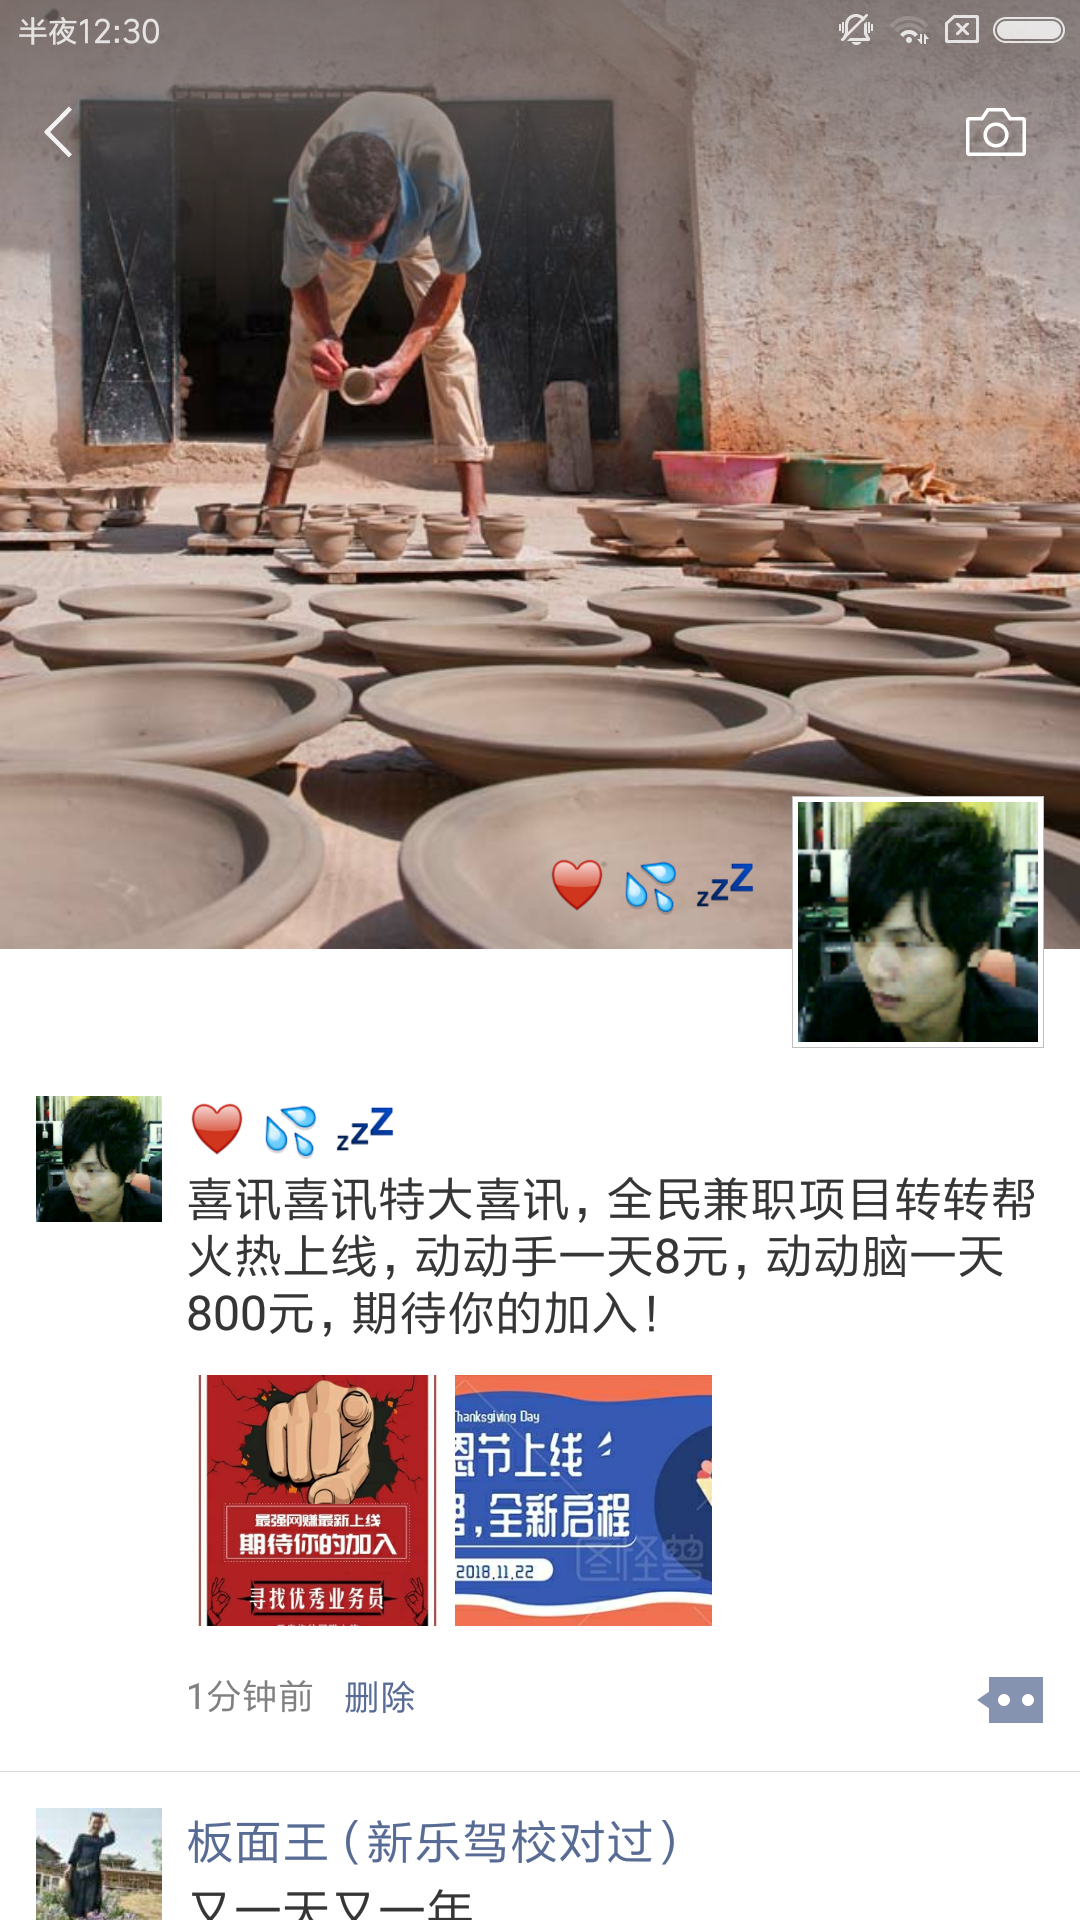 半夜12:30
❤️ 💦 💤
❤️ 💦 💤
喜讯喜讯特大喜讯，全民兼职项目转转帮
火热上线，动动手一天8元，动动脑一天
800元，期待你的加入！
最强网赚最新上线
期待你的加入
寻找优秀业务员
Thanksgiving Day
恩节上线
，全新启程
2018.11.22
图怪兽
1分钟前 删除
板面王（新乐驾校对过）
又一天又一年